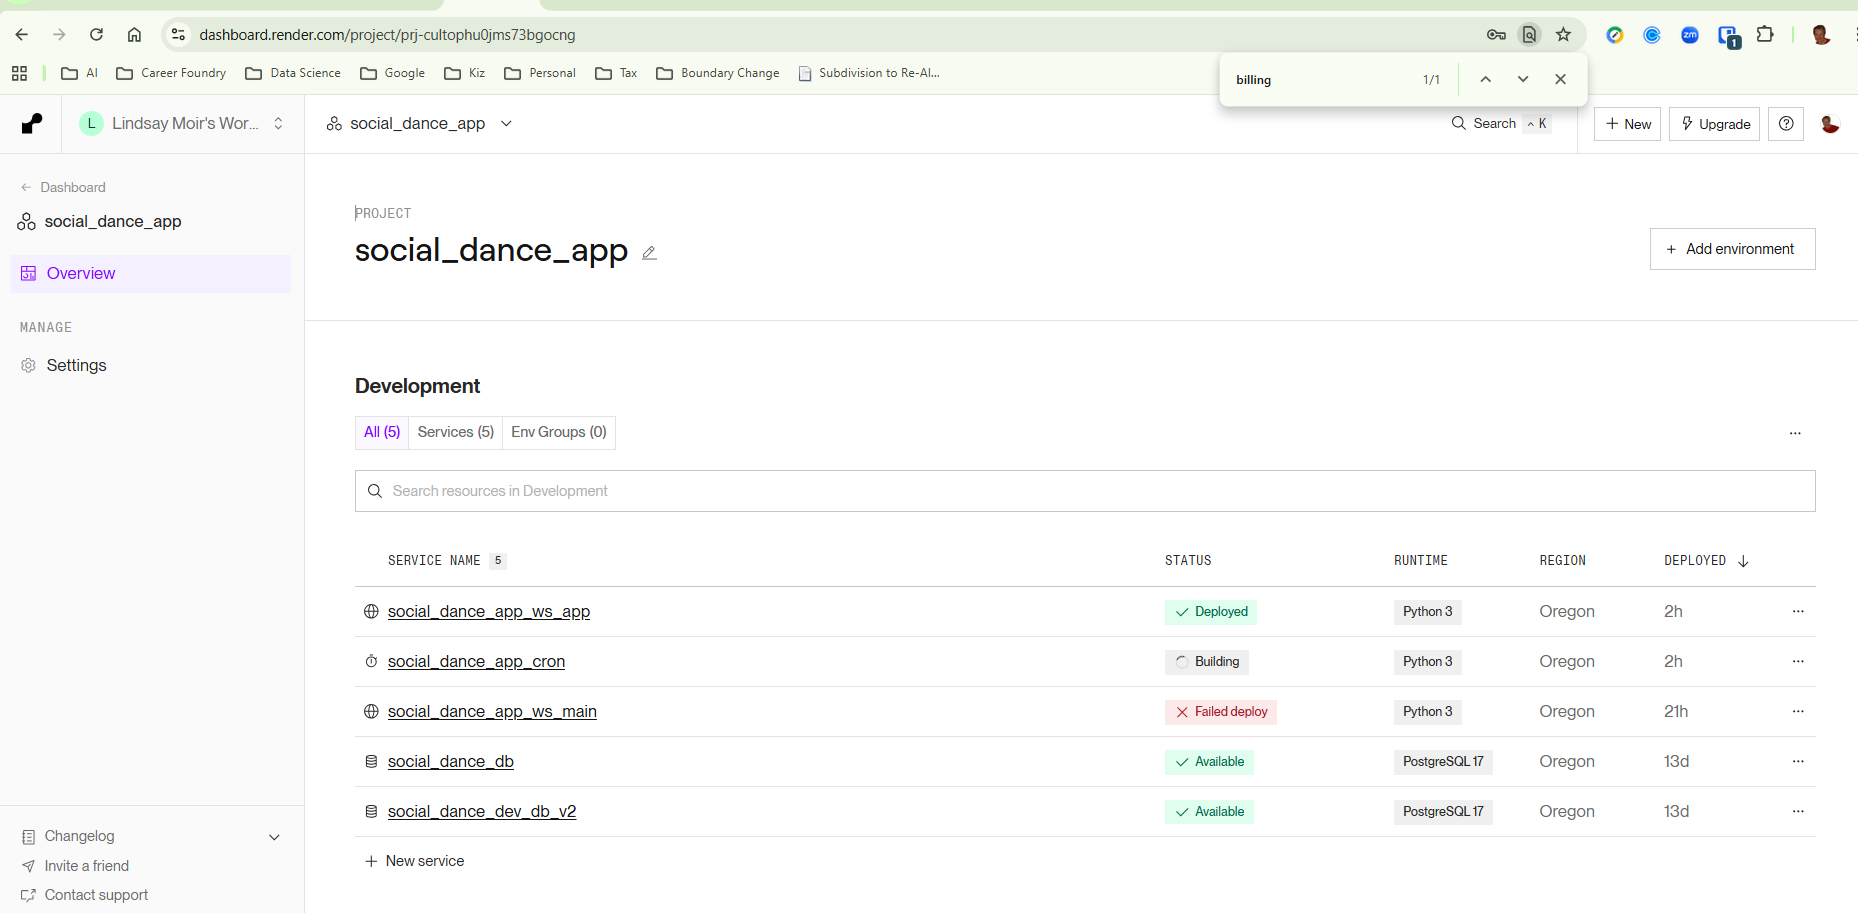 dashboard.render.com/project/prj-cultophu0jms73bgocng
zm
1
AI
Career Foundry
Data Science
Google
Kiz
Personal
Tax
Boundary Change
Subdivision to Re-Al...
billing
1/1
L
Lindsay Moir's Wor...
social_dance_app
Search
K
+ New
Upgrade
← Dashboard
social_dance_app
Overview
MANAGE
Settings
PROJECT
social_dance_app
+ Add environment
Development
All (5)
Services (5)
Env Groups (0)
...
Search resources in Development
SERVICE NAME 5 STATUS RUNTIME REGION DEPLOYED ↓
social_dance_app_ws_app Deployed Python 3 Oregon 2h ...
social_dance_app_cron Building Python 3 Oregon 2h ...
social_dance_app_ws_main Failed deploy Python 3 Oregon 21h ...
social_dance_db Available PostgreSQL 17 Oregon 13d ...
social_dance_dev_db_v2 Available PostgreSQL 17 Oregon 13d ...
+ New service
Changelog
Invite a friend
Contact support